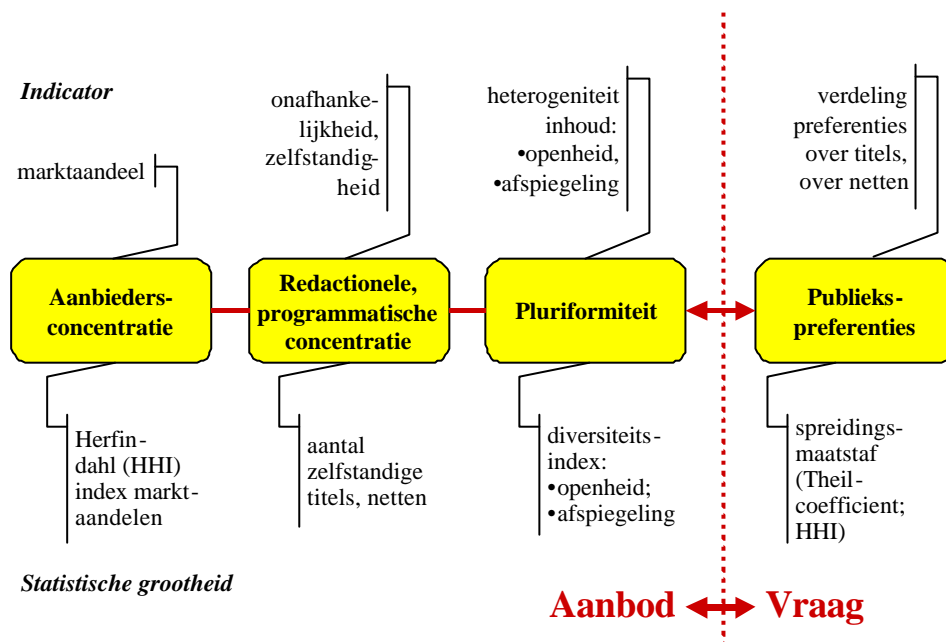 Indicator
marktaandeel
onafhanke-
lijkheid,
zelfstandig-
heid
heterogeniteit
inhoud:
•openheid,
•afspiegeling
verdeling
preferenties
over titels,
over netten
Aanbieders-
concentratie
Redactionele,
programmatische
concentratie
Pluriformiteit
Publieks-
preferenties
Herfin-
dahl (HHI)
index markt-
aandelen
aantal
zelfstandige
titels, netten
diversiteits-
index:
•openheid;
•afspiegeling
spreidings-
maatstaf
(Theil-
coefficient;
HHI)
Statistische grootheid
Aanbod Vraag